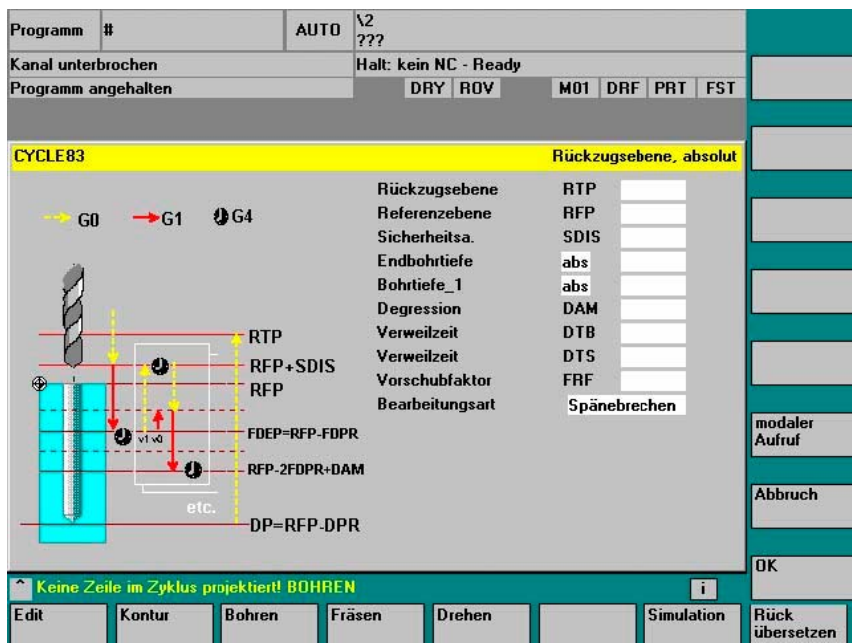 Programm # AUTO \2
???
Kanal unterbrochen Halt: kein NC - Ready
Programm angehalten DRY ROV M01 DRF PRT FST
CYCLE83 Rückzugsebene, absolut
G0 G1 G4
Rückzugsebene RTP
Referenzebene RFP
Sicherheitsa. SDIS
Endbohrtiefe abs
Bohrtiefe_1 abs
Degression DAM
Verweilzeit DTB
Verweilzeit DTS
Vorschubfaktor FRF
Bearbeitungsart Spänebrechen
RTP
RFP+SDIS
RFP
v1 v0 FDEP=RFP-FDPR
RFP-2FDPR+DAM
etc.
DP=RFP-DPR
modaler
Aufruf
Abbruch
OK
^ Keine Zeile im Zyklus projektiert! BOHREN i
Edit Kontur Bohren Fräsen Drehen Simulation Rück
übersetzen